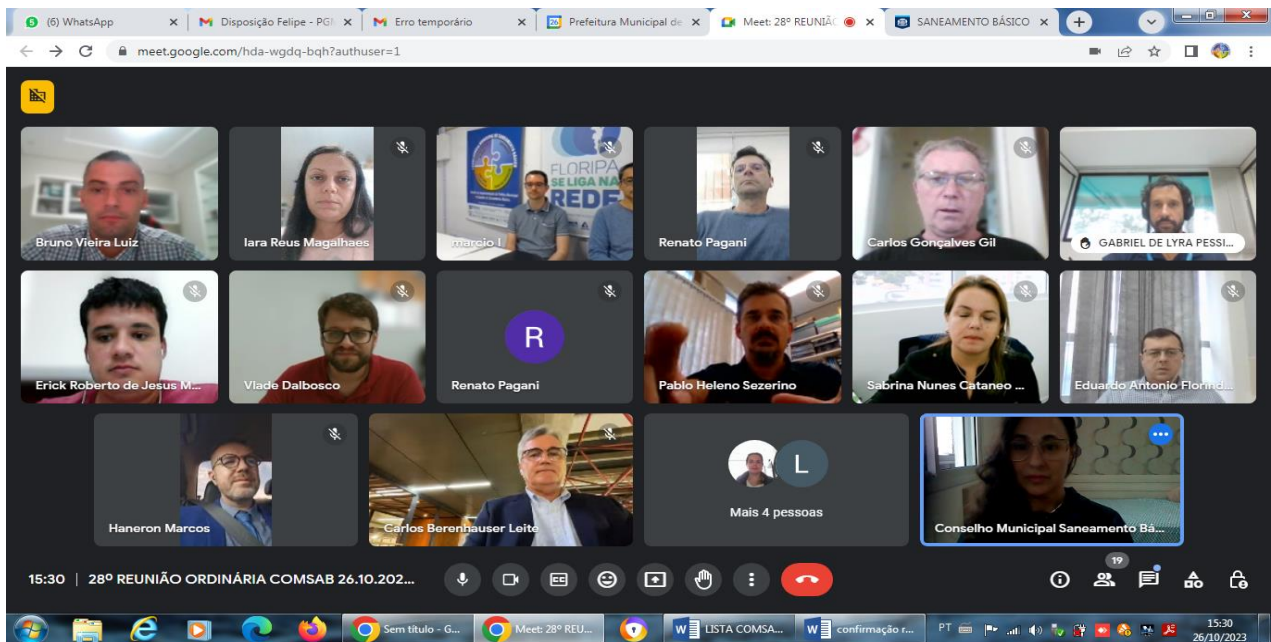 (6) WhatsApp
Disposição Felipe - PGM
Erro temporário
Prefeitura Municipal de
Meet: 28º REUNIÃO
SANEAMENTO BÁSICO
meet.google.com/hda-wgdq-bqh?authuser=1
FLORIPA
SE LIGA NA
REDE
Bruno Vieira Luiz
Iara Reus Magalhaes
marcio l
Renato Pagani
Carlos Gonçalves Gil
GABRIEL DE LYRA PESSI...
R
Erick Roberto de Jesus M...
Vlade Dalbosco
Renato Pagani
Pablo Heleno Sezerino
Sabrina Nunes Cataneo ...
Eduardo Antonio Florind...
L
Mais 4 pessoas
Haneron Marcos
Carlos Berenhauser Leite
Conselho Municipal Saneamento Bá...
19
15:30 | 28º REUNIÃO ORDINÁRIA COMSAB 26.10.202...
Sem título - G...
Meet: 28º REU...
LISTA COMSA...
confirmação r...
PT
15:30
26/10/2023